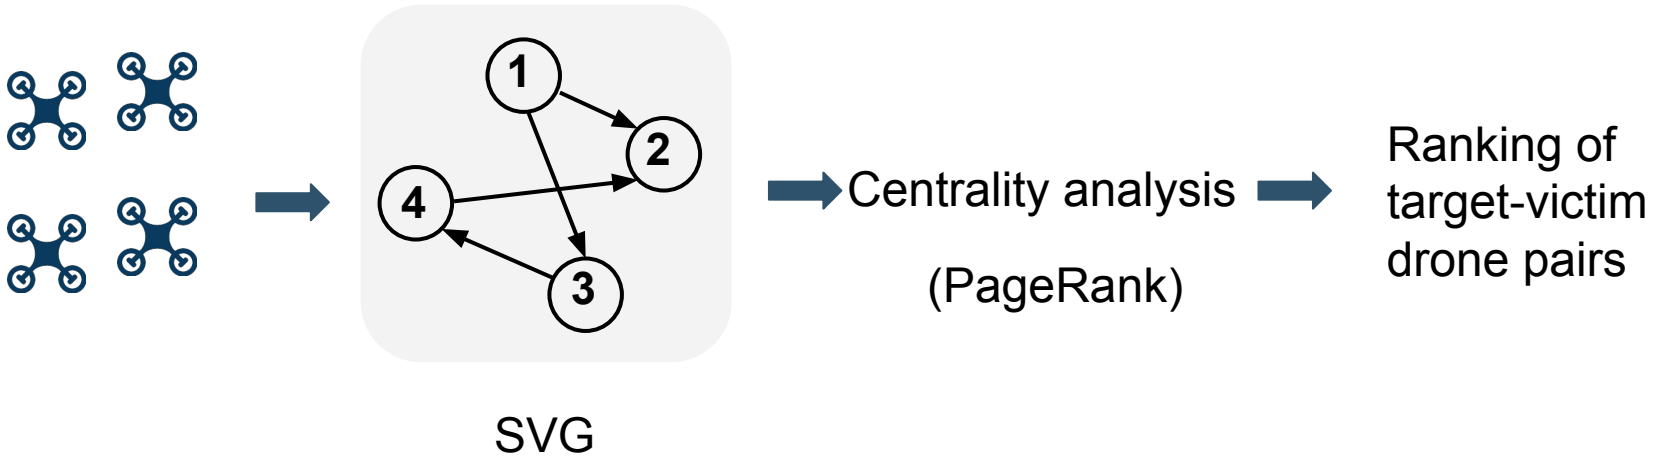 1
2
4
3
SVG
Centrality analysis
(PageRank)
Ranking of
target-victim
drone pairs